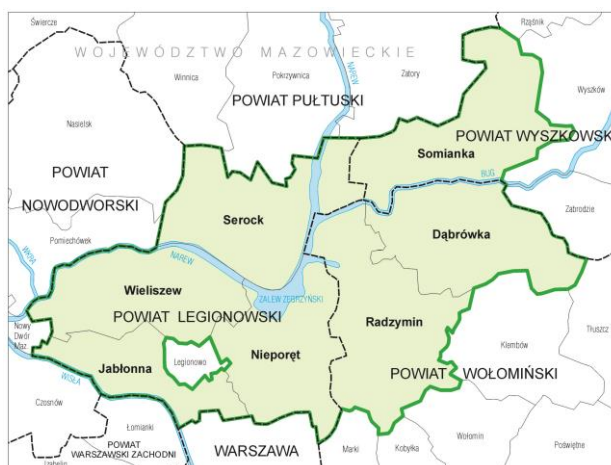 Świercze
Rząśnik
WOJEWÓDZTWO MAZOWIECKIE
Winnica
Pokrzywnica
NAREW
Zatory
Wyszków
POWIAT PUŁTUSKI
Nasielsk
POWIAT WYSZKOWSKI
Somianka
POWIAT
NOWODWORSKI
BUG
Serock
Zabrodzie
Dąbrówka
Pomiechówek
WKRA
NAREW
Wieliszew
ZALEW ZEGRZYŃSKI
POWIAT LEGIONOWSKI
Radzymin
Nowy
Dwór
Maz.
Tłuszcz
Klembów
Legionowo
Nieporęt
Jabłonna
WISŁA
POWIAT WOŁOMIŃSKI
Czosnów
Łomianki
Wołomin
Poświętne
POWIAT
WARSZAWSKI ZACHODNI
WARSZAWA
Marki
Kobyłka
Izabelin